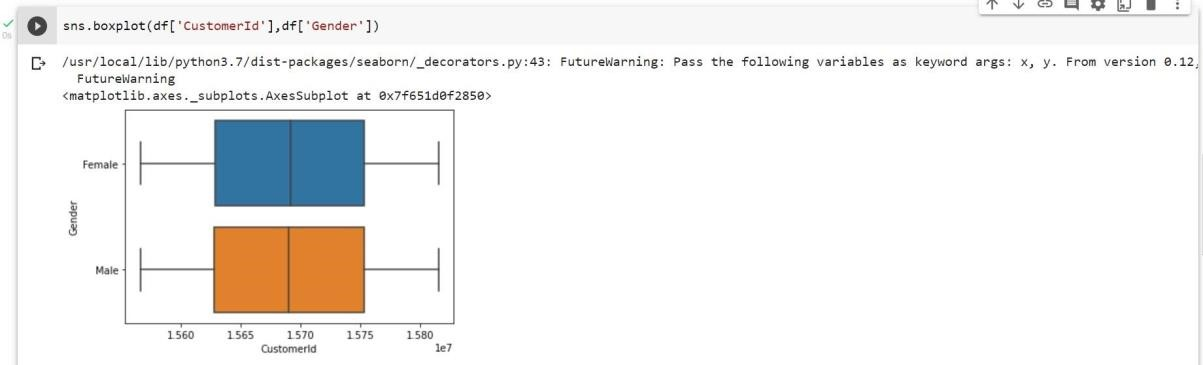 0s
sns.boxplot(df['CustomerId'],df['Gender'])
/usr/local/lib/python3.7/dist-packages/seaborn/_decorators.py:43: FutureWarning: Pass the following variables as keyword args: x, y. From version 0.12,
FutureWarning
<matplotlib.axes._subplots.AxesSubplot at 0x7f651d0f2850>
Female
Gender
Male
1.560 1.565 1.570 1.575 1.580
CustomerId 1e7